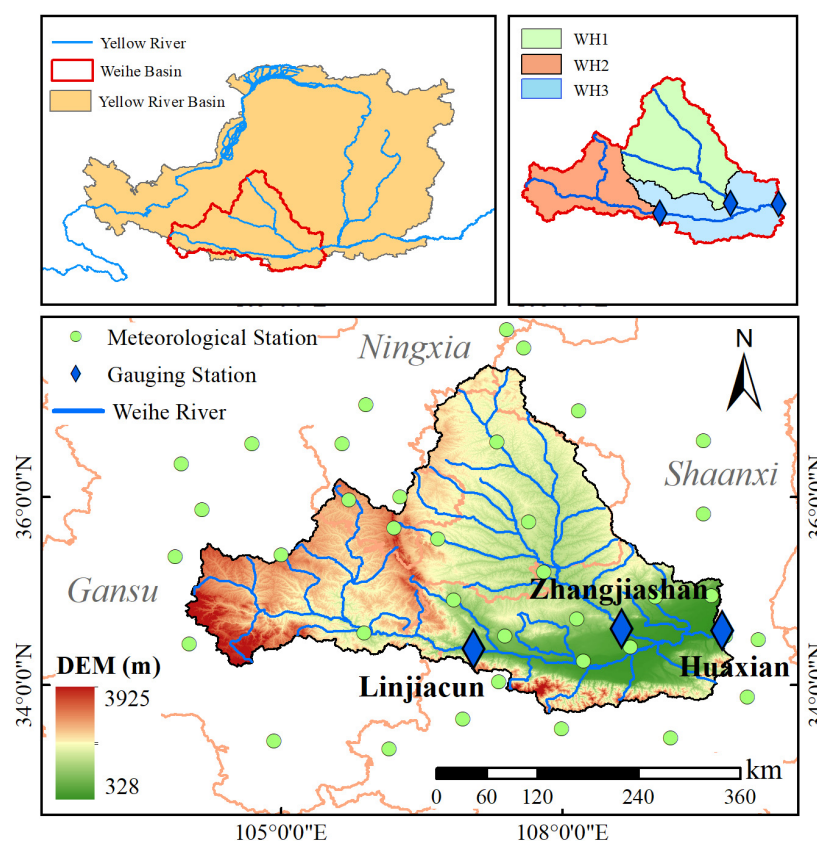 Yellow River
Weihe Basin
Yellow River Basin
WH1
WH2
WH3
Meteorological Station
Gauging Station
Weihe River
Ningxia
N
Shaanxi
Gansu
36°0'0"N
36°0'0"N
Zhangjiashan
Huaxian
Linjiacun
34°0'0"N
34°0'0"N
DEM (m)
3925
328
km
0 60 120 240 360
105°0'0"E
108°0'0"E